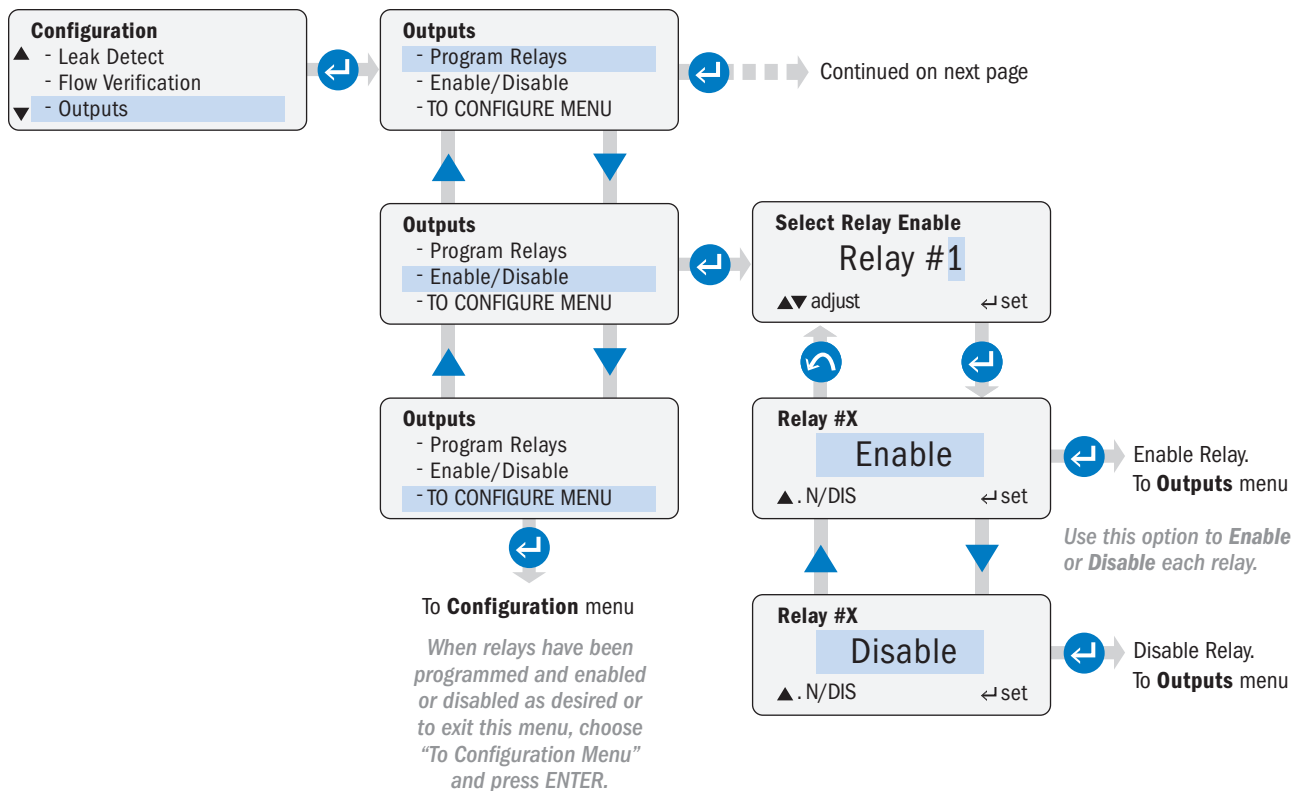 Configuration
▲ - Leak Detect
- Flow Verification
▼ - Outputs
Outputs
- Program Relays
- Enable/Disable
- TO CONFIGURE MENU
Continued on next page
Outputs
- Program Relays
- Enable/Disable
- TO CONFIGURE MENU
Select Relay Enable
Relay #1
▲▼ adjust ↵ set
Outputs
- Program Relays
- Enable/Disable
- TO CONFIGURE MENU
Relay #X
Enable
▲ . N/DIS ↵ set
Enable Relay.
To Outputs menu
Use this option to Enable
or Disable each relay.
Relay #X
Disable
▲ . N/DIS ↵ set
Disable Relay.
To Outputs menu
To Configuration menu
When relays have been
programmed and enabled
or disabled as desired or
to exit this menu, choose
“To Configuration Menu”
and press ENTER.